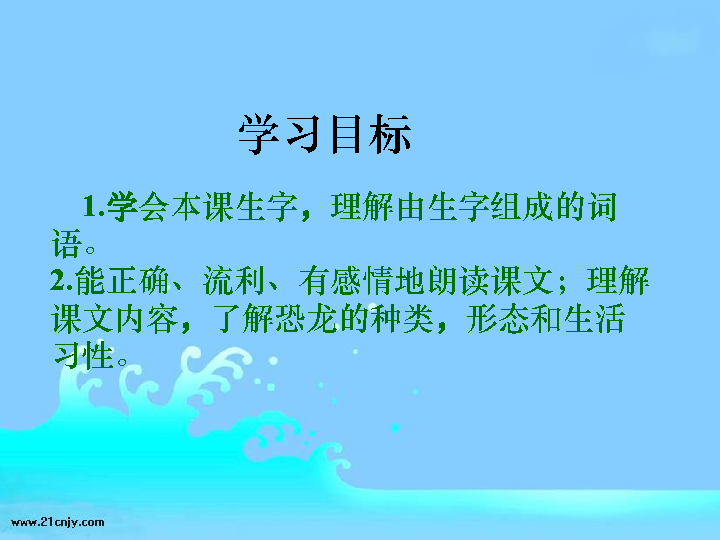 学习目标
1.学会本课生字，理解由生字组成的词
语。
2.能正确、流利、有感情地朗读课文；理解
课文内容，了解恐龙的种类，形态和生活
习性。
www.21cnjy.com